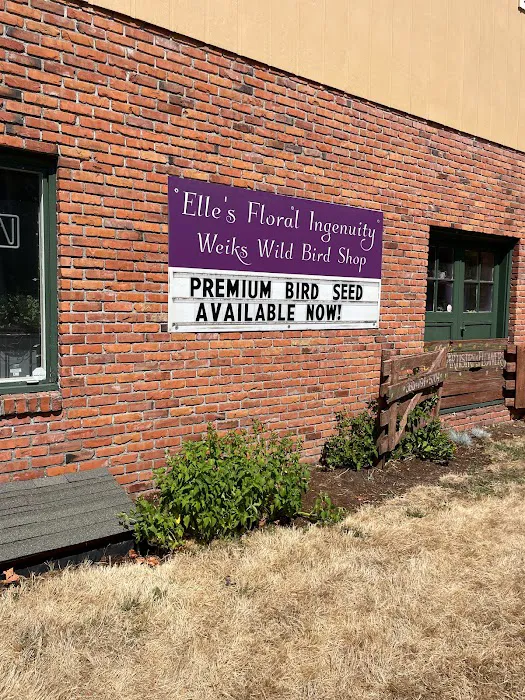 Elle's Floral Ingenuity
Weiks Wild Bird Shop
PREMIUM BIRD SEED
AVAILABLE NOW!